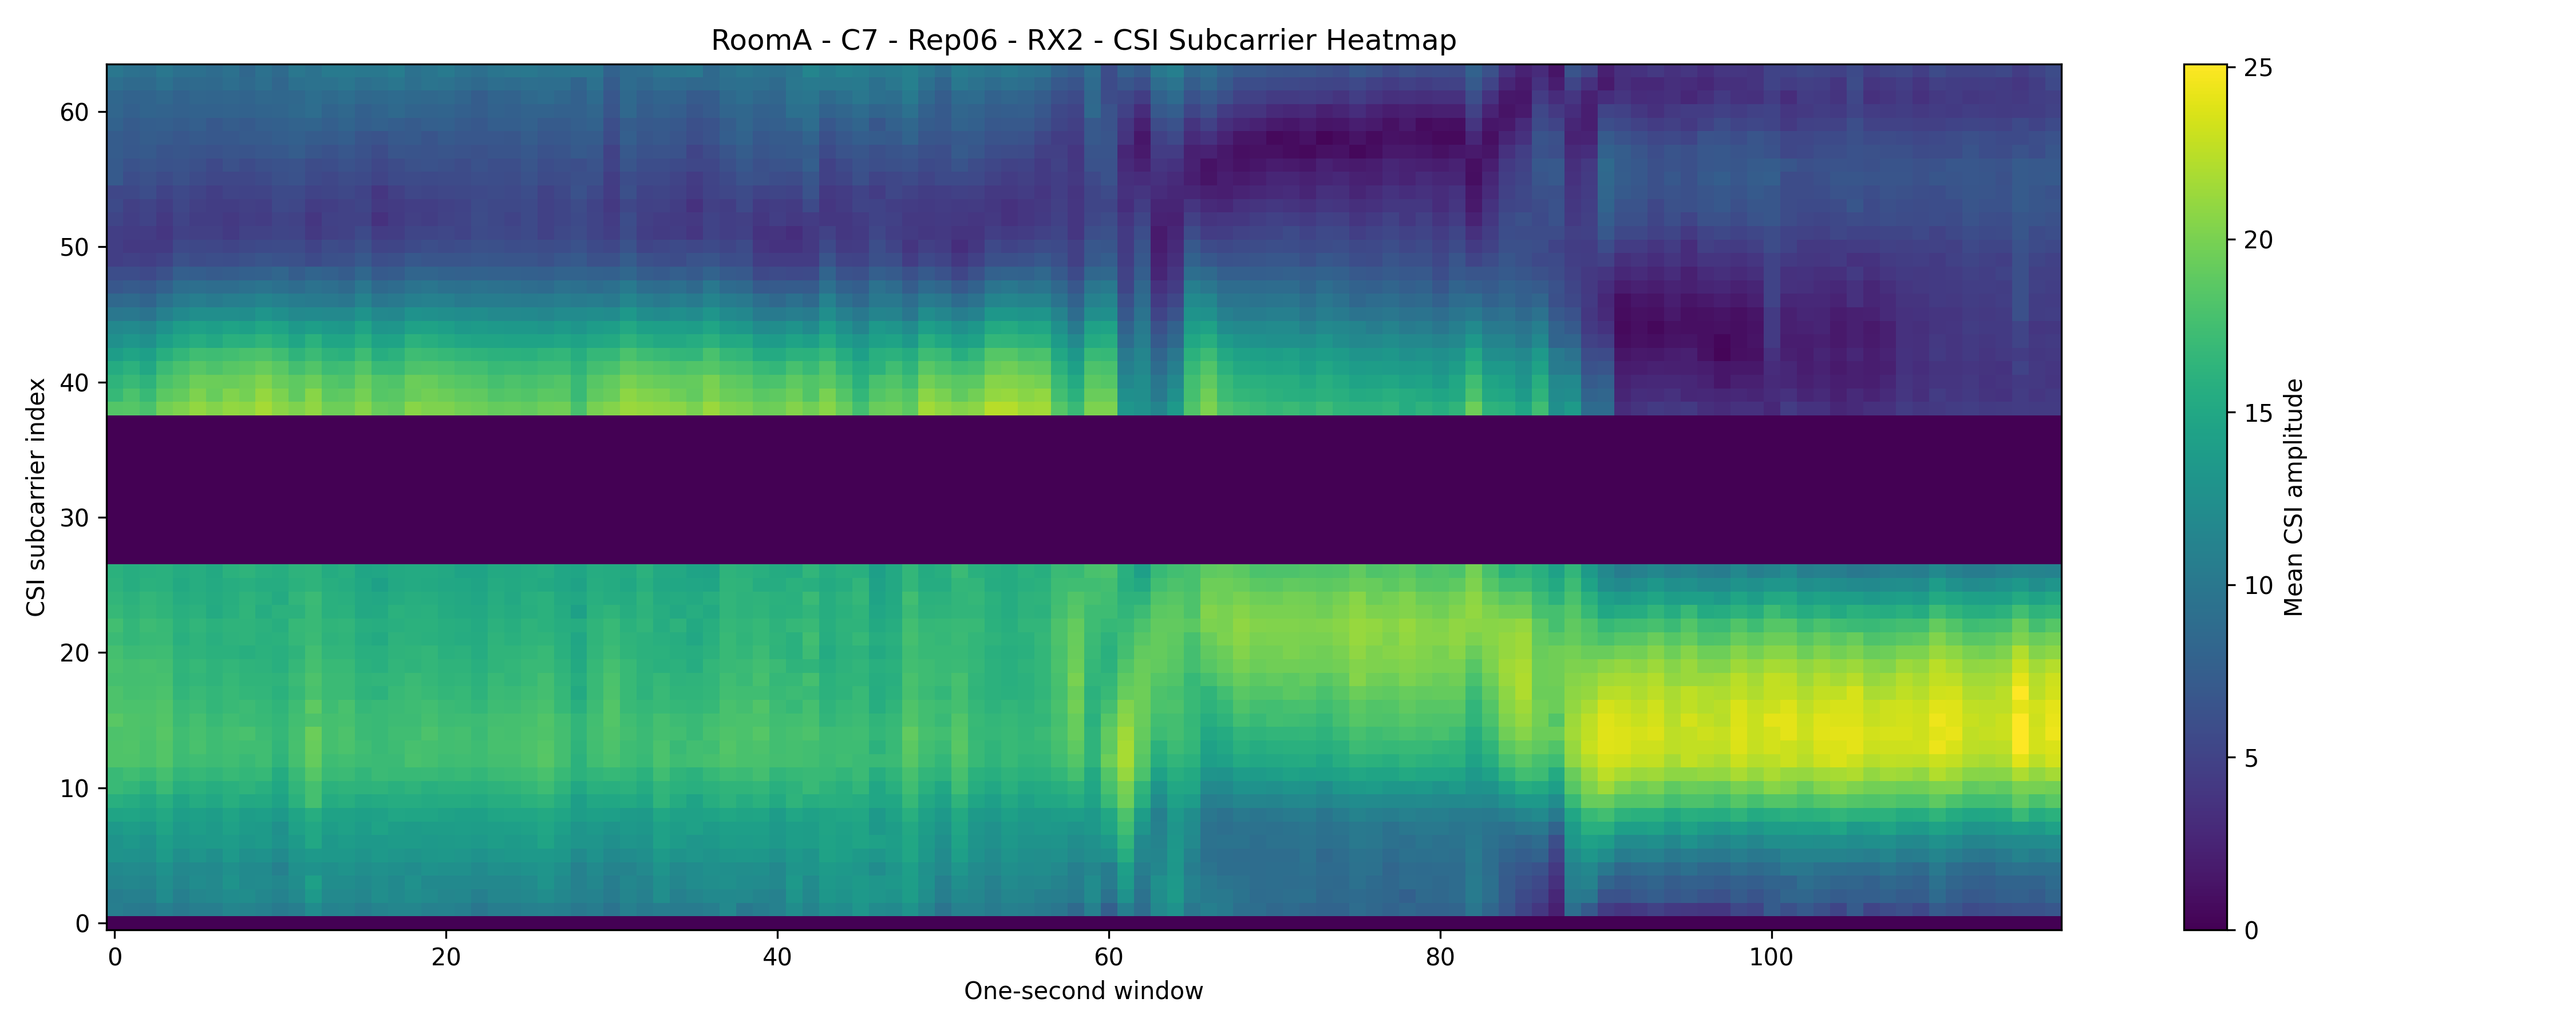 RoomA - C7 - Rep06 - RX2 - CSI Subcarrier Heatmap
CSI subcarrier index
60
50
40
30
20
10
0
0 20 40 60 80 100
One-second window
25
20
15
10
5
0
Mean CSI amplitude